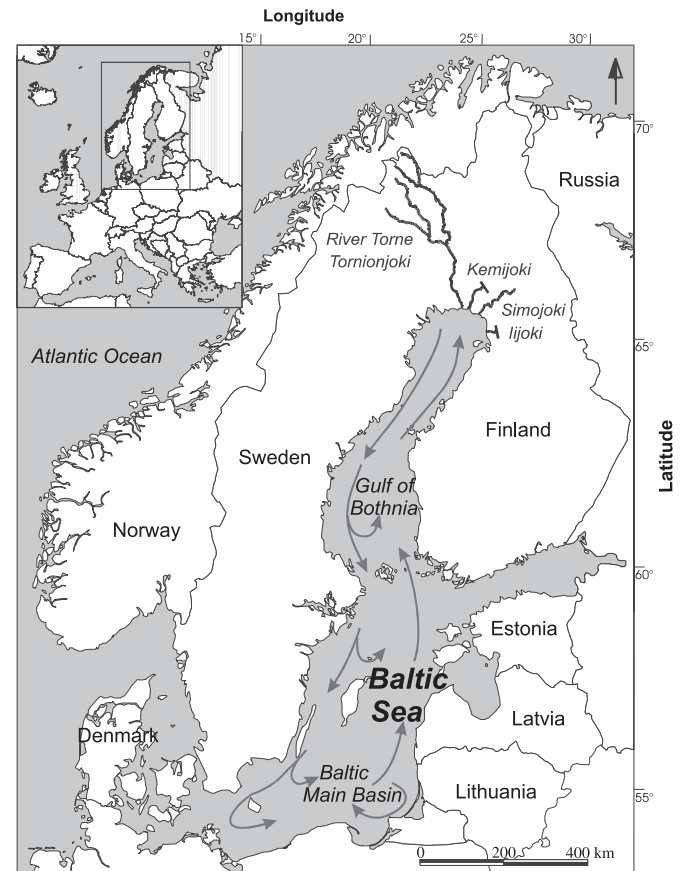 Longitude
15°
20°
25°
30°
70°
Russia
River Torne
Tornionjoki
Kemijoki
Simojoki
Iijoki
65°
Atlantic Ocean
Finland
Latitude
Sweden
Gulf of
Bothnia
Norway
60°
Estonia
Baltic
Sea
Latvia
Denmark
Baltic
Main Basin
Lithuania
55°
0 200 400 km